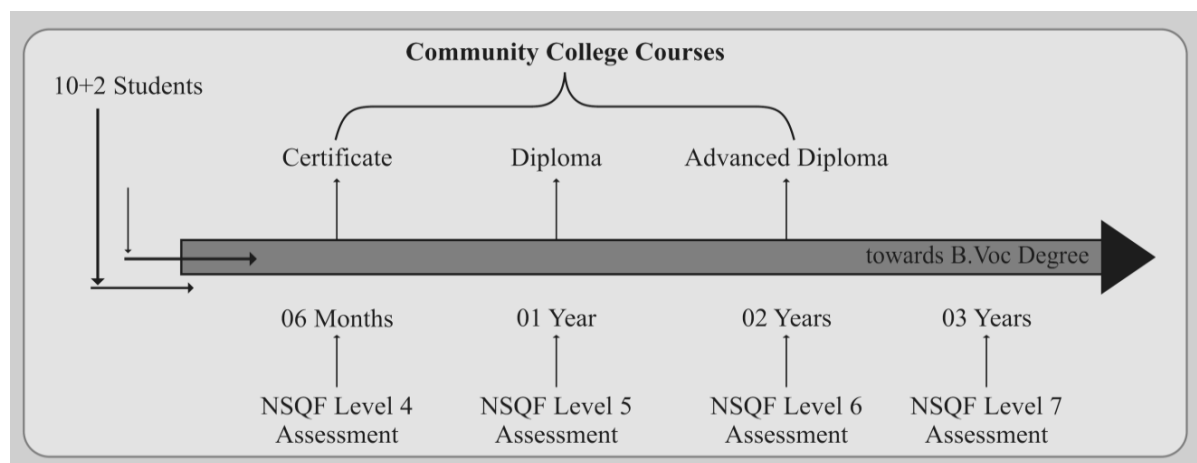 Community College Courses
10+2 Students
Certificate
Diploma
Advanced Diploma
towards B.Voc Degree
06 Months
01 Year
02 Years
03 Years
NSQF Level 4
Assessment
NSQF Level 5
Assessment
NSQF Level 6
Assessment
NSQF Level 7
Assessment